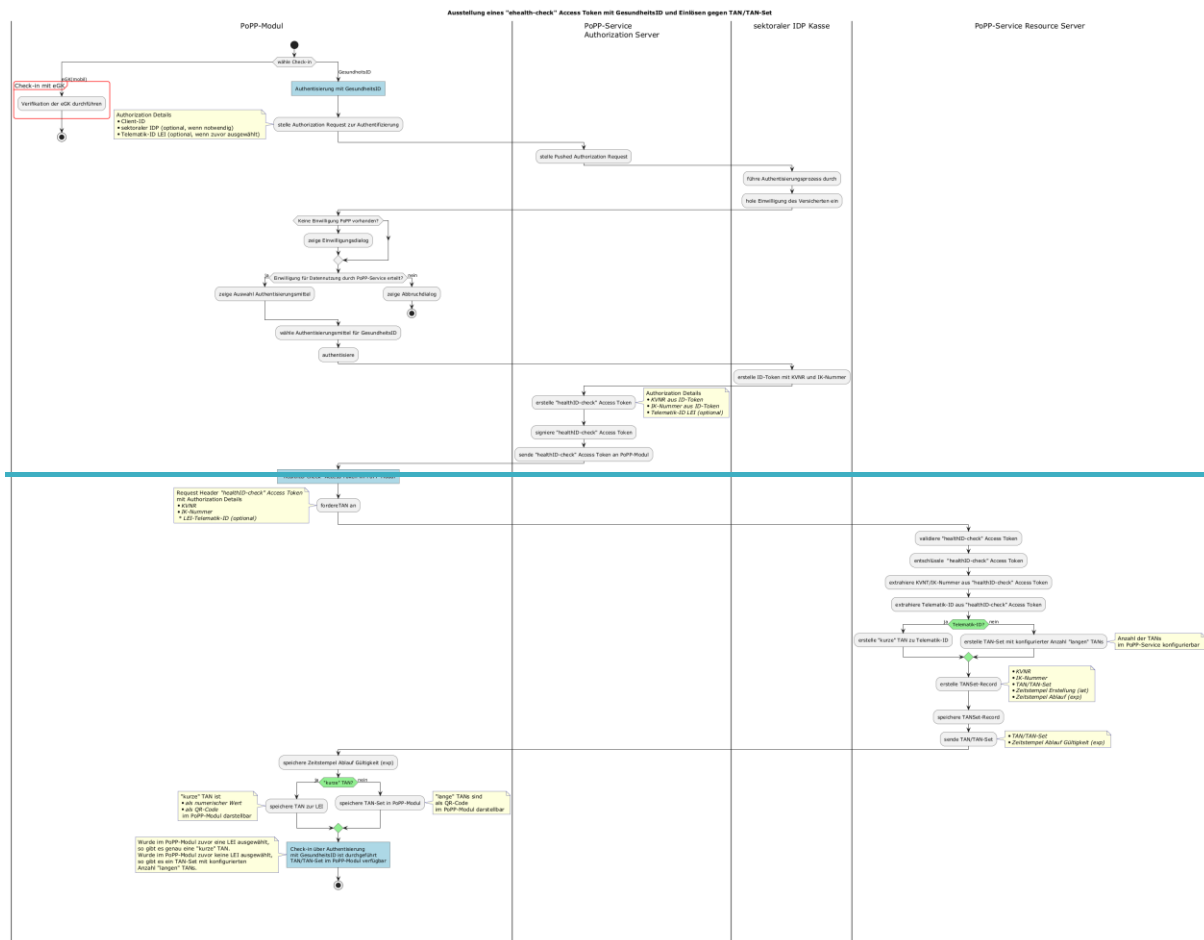 Ausstellung eines "ehealth-check" Access Token mit GesundheitsID und Einlösen gegen TAN/TAN-Set
PoPP-Modul
PoPP-Service
Authorization Server
sektoraler IDP Kasse
PoPP-Service Resource Server
wähle Check-in
eGK(mobil)
GesundheitsID
Check-in mit eGK
Verifikation der eGK durchführen
Authentisierung mit GesundheitsID
Authorization Details
• Client-ID
• sektoraler IDP (optional, wenn notwendig)
• Telematik-ID LEI (optional, wenn zuvor ausgewählt)
stelle Authorization Request zur Authentifizierung
stelle Pushed Authorization Request
führe Authentisierungsprozess durch
hole Einwilligung des Versicherten ein
Keine Einwilligung PoPP vorhanden?
zeige Einwilligungsdialog
ja
Einwilligung für Datennutzung durch PoPP-Service erteilt?
nein
zeige Auswahl Authentisierungsmittel
zeige Abbruchdialog
wähle Authentisierungsmittel für GesundheitsID
authentisiere
erstelle ID-Token mit KVNR und IK-Nummer
erstelle "healthID-check" Access Token
Authorization Details
• KVNR aus ID-Token
• IK-Nummer aus ID-Token
• Telematik-ID LEI (optional)
signiere "healthID-check" Access Token
sende "healthID-check" Access Token an PoPP-Modul
Request Header "healthID-check" Access Token
mit Authorization Details
• KVNR
• IK-Nummer
* LEI-Telematik-ID (optional)
fordereTAN an
validiere "healthID-check" Access Token
entschlüssle "healthID-check" Access Token
extrahiere KVNT/IK-Nummer aus "healthID-check" Access Token
extrahiere Telematik-ID aus "healthID-check" Access Token
ja
Telematik-ID?
nein
erstelle "kurze" TAN zu Telematik-ID
erstelle TAN-Set mit konfigurierter Anzahl "langen" TANs
Anzahl der TANs
im PoPP-Service konfigurierbar
erstelle TANSet-Record
• KVNR
• IK-Nummer
• TAN/TAN-Set
• Zeitstempel Erstellung (iat)
• Zeitstempel Ablauf (exp)
speichere TANSet-Record
sende TAN/TAN-Set
• TAN/TAN-Set
• Zeitstempel Ablauf Gültigkeit (exp)
speichere Zeitstempel Ablauf Gültigkeit (exp)
ja
"kurze" TAN?
nein
"kurze" TAN ist
• als numerischer Wert
• als QR-Code
im PoPP-Modul darstellbar
speichere TAN zur LEI
speichere TAN-Set in PoPP-Modul
"lange" TANs sind
als QR-Code
im PoPP-Modul darstellbar
Wurde im PoPP-Modul zuvor eine LEI ausgewählt,
so gibt es genau eine "kurze" TAN.
Wurde im PoPP-Modul zuvor keine LEI ausgewählt,
so gibt es ein TAN-Set mit konfigurierten
Anzahl "langen" TANs.
Check-in über Authentisierung
mit GesundheitsID ist durchgeführt
TAN/TAN-Set im PoPP-Modul verfügbar